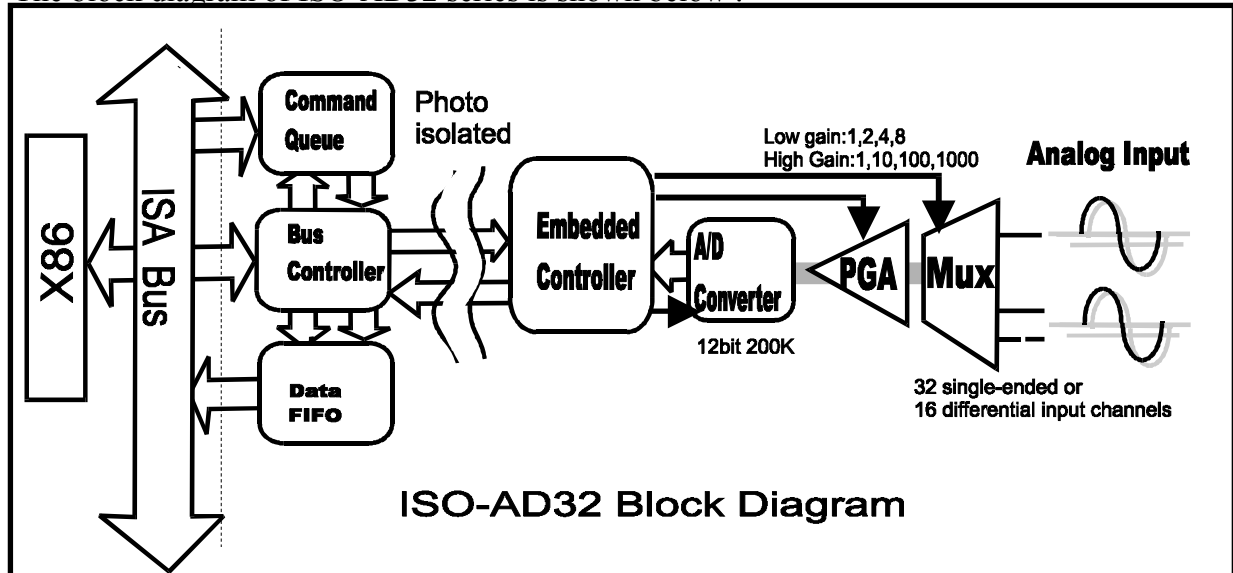 The block diagram of ISO-AD32 series is shown below :
X86
ISA Bus
Command
Queue
Photo
isolated
Bus
Controller
Data
FIFO
Embedded
Controller
Low gain:1,2,4,8
High Gain:1,10,100,1000
A/D
Converter
12bit 200K
PGA
Mux
Analog Input
32 single-ended or
16 differential input channels
ISO-AD32 Block Diagram